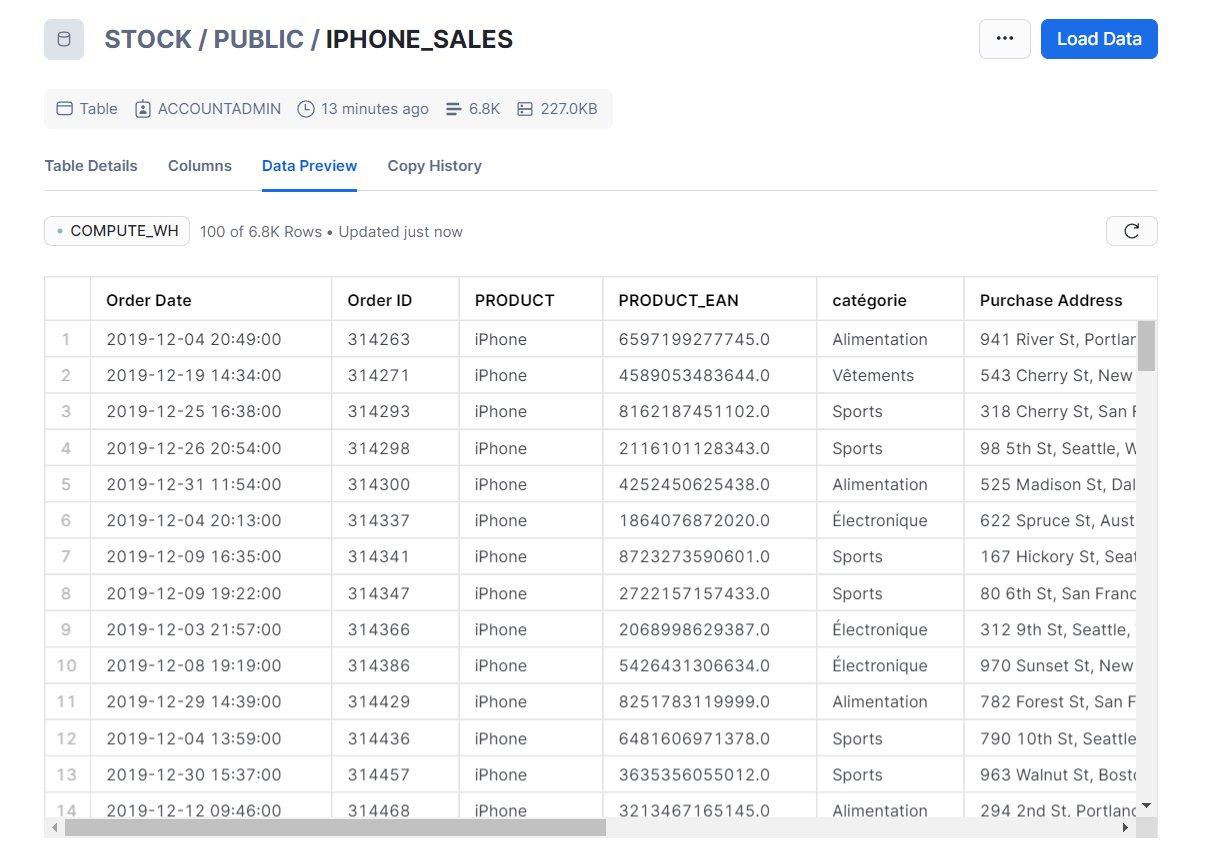 STOCK / PUBLIC / IPHONE_SALES
... Load Data
Table ACCOUNTADMIN 13 minutes ago 6.8K 227.0KB
Table Details Columns Data Preview Copy History
COMPUTE_WH 100 of 6.8K Rows • Updated just now
Order Date Order ID PRODUCT PRODUCT_EAN catégorie Purchase Address
1 2019-12-04 20:49:00 314263 iPhone 6597199277745.0 Alimentation 941 River St, Portlan
2 2019-12-19 14:34:00 314271 iPhone 4589053483644.0 Vêtements 543 Cherry St, New
3 2019-12-25 16:38:00 314293 iPhone 8162187451102.0 Sports 318 Cherry St, San F
4 2019-12-26 20:54:00 314298 iPhone 2116101128343.0 Sports 98 5th St, Seattle, W
5 2019-12-31 11:54:00 314300 iPhone 4252450625438.0 Alimentation 525 Madison St, Dal
6 2019-12-04 20:13:00 314337 iPhone 1864076872020.0 Électronique 622 Spruce St, Aust
7 2019-12-09 16:35:00 314341 iPhone 8723273590601.0 Sports 167 Hickory St, Seat
8 2019-12-09 19:22:00 314347 iPhone 2722157157433.0 Sports 80 6th St, San Franc
9 2019-12-03 21:57:00 314366 iPhone 2068998629387.0 Électronique 312 9th St, Seattle,
10 2019-12-08 19:19:00 314386 iPhone 5426431306634.0 Électronique 970 Sunset St, New
11 2019-12-29 14:39:00 314429 iPhone 8251783119999.0 Alimentation 782 Forest St, San F
12 2019-12-04 13:59:00 314436 iPhone 6481606971378.0 Sports 790 10th St, Seattle
13 2019-12-30 15:37:00 314457 iPhone 3635356055012.0 Sports 963 Walnut St, Bosto
14 2019-12-12 09:46:00 314468 iPhone 3213467165145.0 Alimentation 294 2nd St, Portland